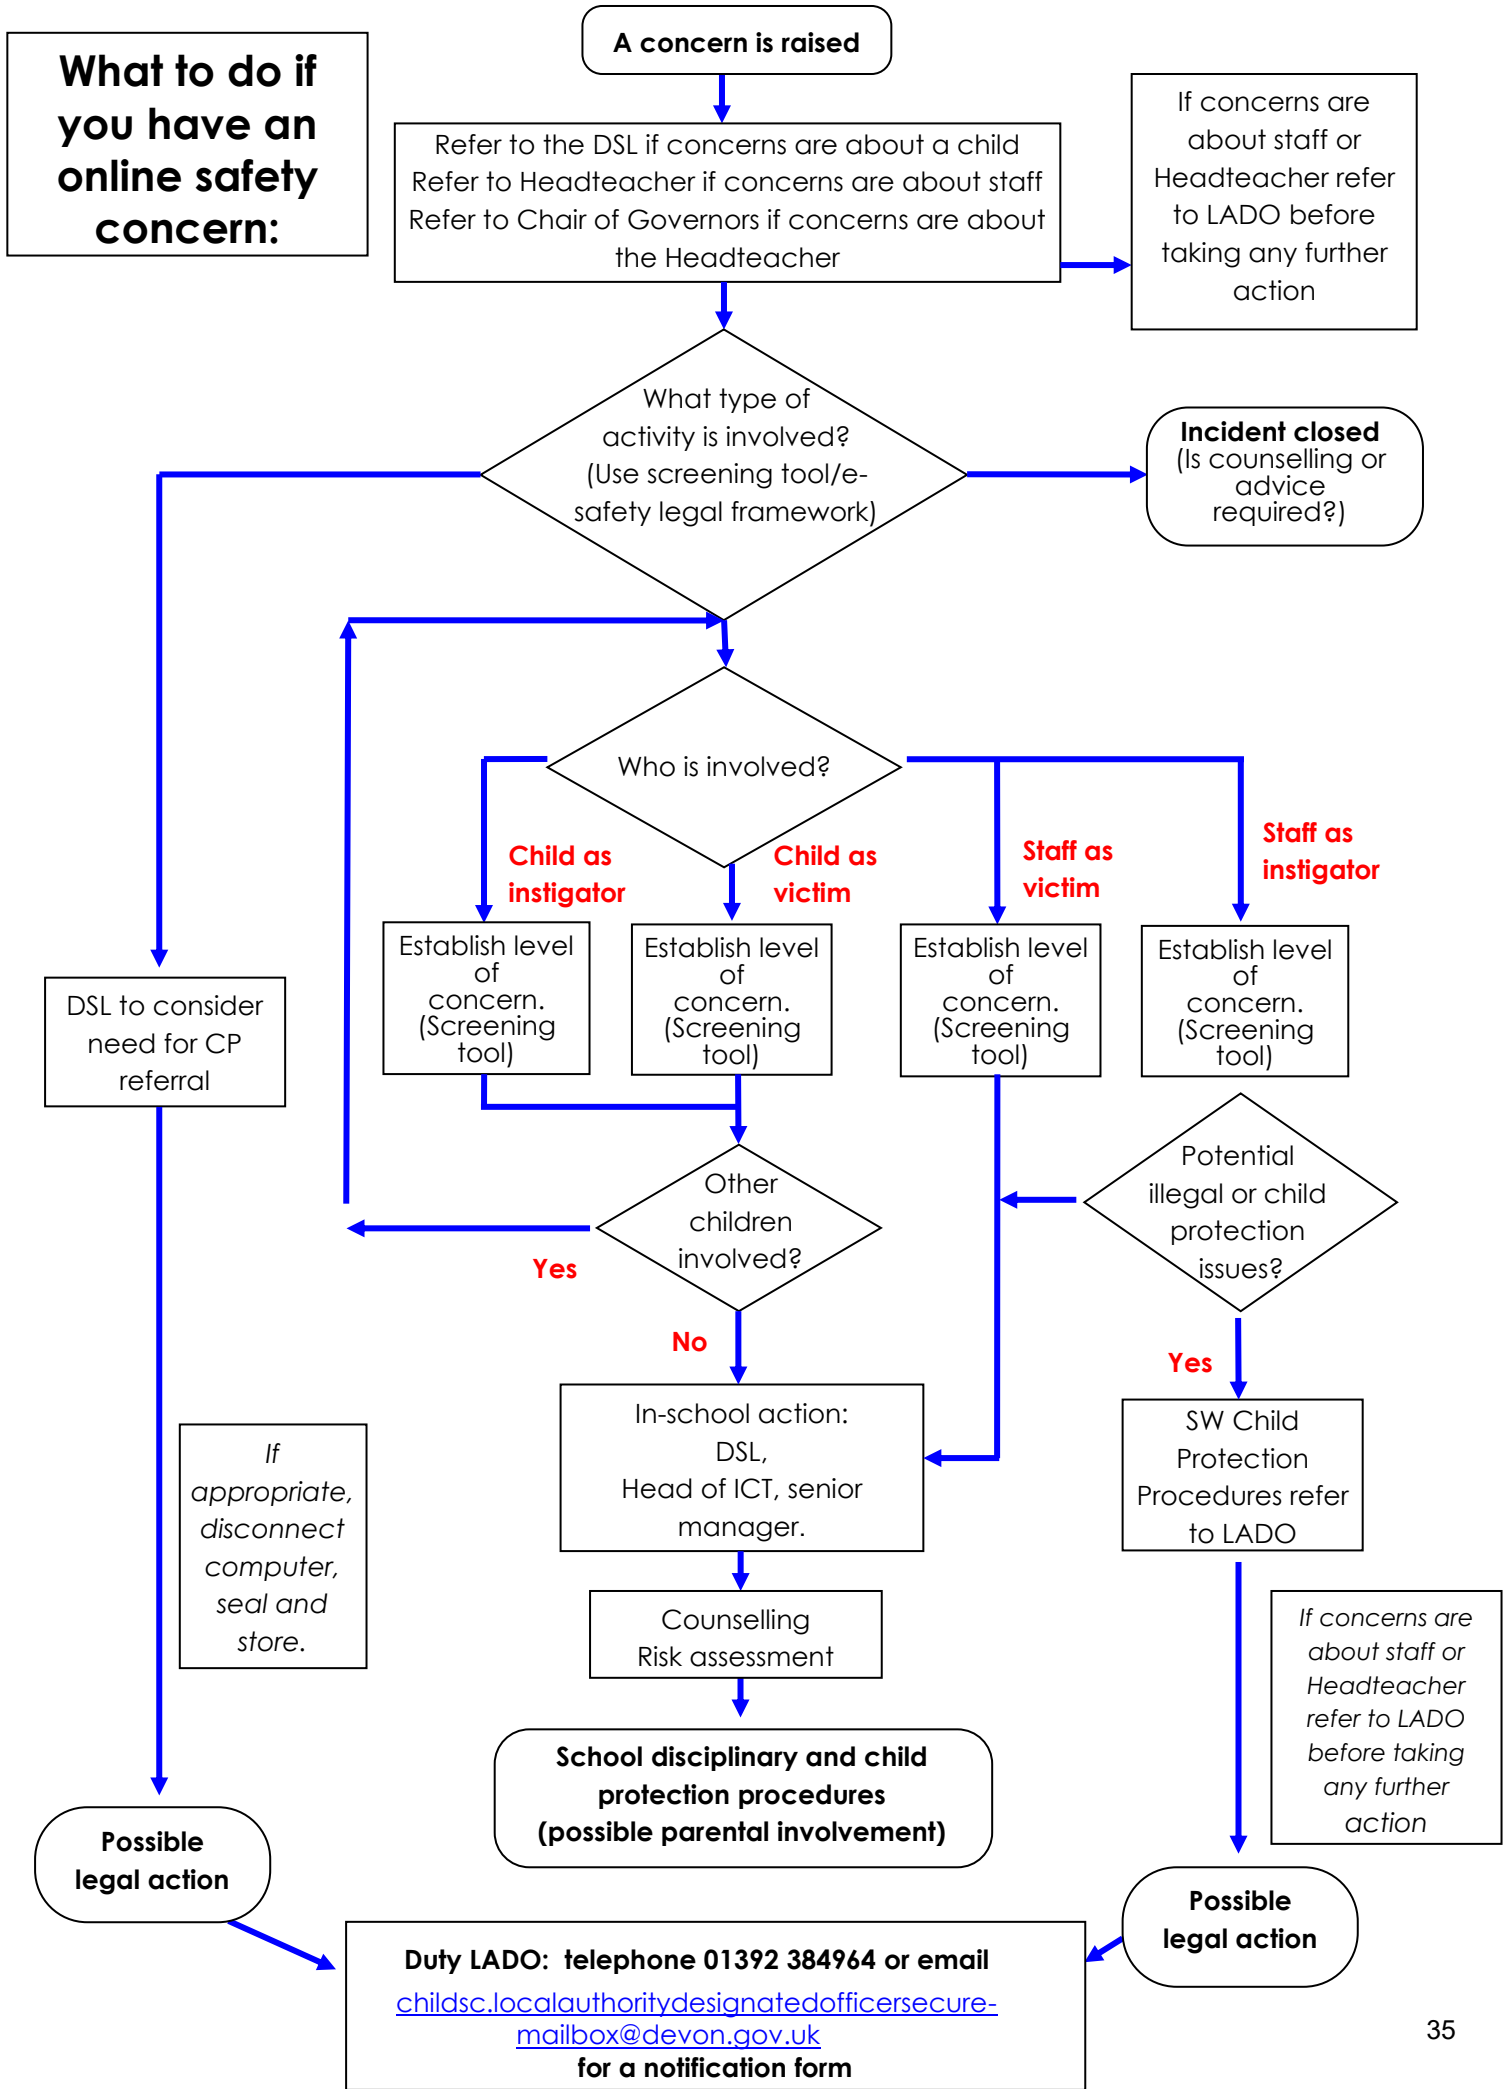 What to do if
you have an
online safety
concern:
A concern is raised
Refer to the DSL if concerns are about a child
Refer to Headteacher if concerns are about staff
Refer to Chair of Governors if concerns are about
the Headteacher
If concerns are
about staff or
Headteacher refer
to LADO before
taking any further
action
What type of
activity is involved?
(Use screening tool/e-
safety legal framework)
Incident closed
(Is counselling or
advice
required?)
Who is involved?
Child as
instigator
Child as
victim
Staff as
victim
Staff as
instigator
Establish level
of
concern.
(Screening
tool)
Establish level
of
concern.
(Screening
tool)
Establish level
of
concern.
(Screening
tool)
Establish level
of
concern.
(Screening
tool)
DSL to consider
need for CP
referral
Other
children
involved?
Potential
illegal or child
protection
issues?
Yes
No
Yes
In-school action:
DSL,
Head of ICT, senior
manager.
SW Child
Protection
Procedures refer
to LADO
If
appropriate,
disconnect
computer,
seal and
store.
Counselling
Risk assessment
If concerns are
about staff or
Headteacher
refer to LADO
before taking
any further
action
School disciplinary and child
protection procedures
(possible parental involvement)
Possible
legal action
Possible
legal action
Duty LADO: telephone 01392 384964 or email
childsc.localauthoritydesignatedofficersecure-
mailbox@devon.gov.uk
for a notification form
35